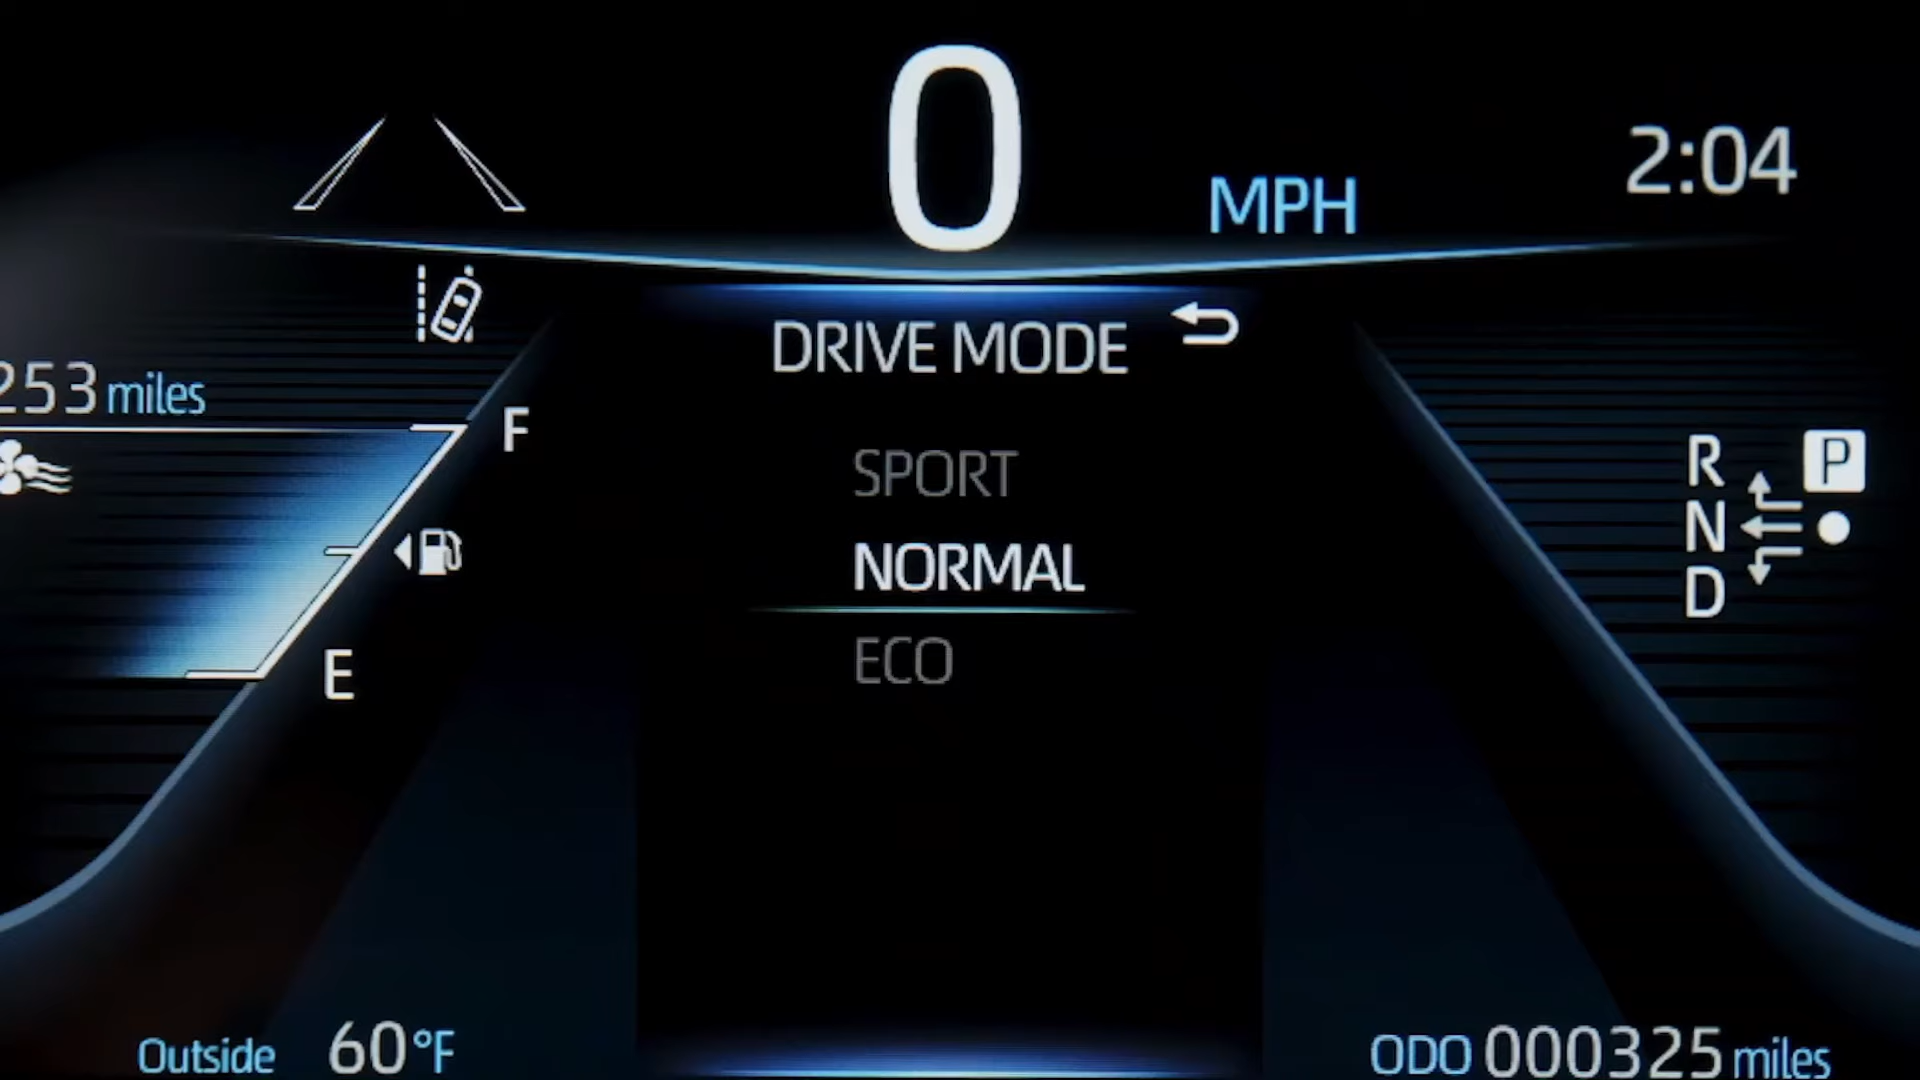 0 MPH
2:04
DRIVE MODE
253 miles
F
SPORT
NORMAL
ECO
E
R P
N
D
Outside 60°F
ODO 000325 miles